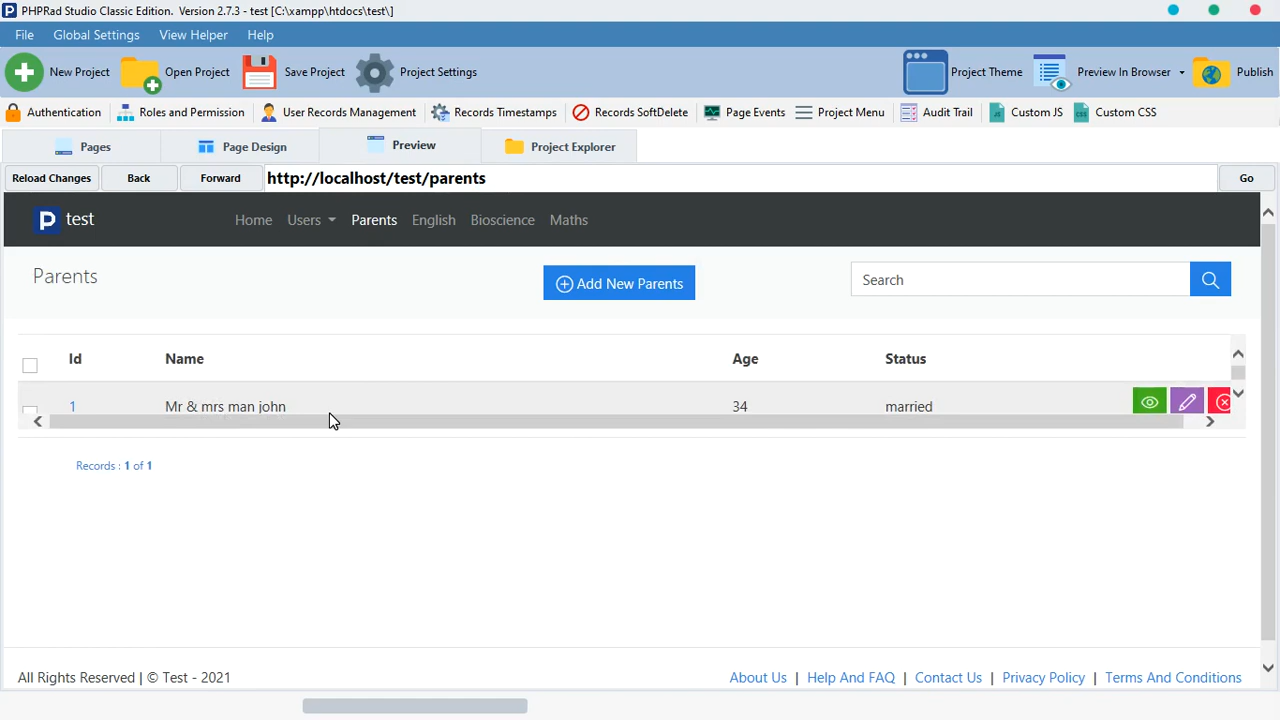 PHPRad Studio Classic Edition. Version 2.7.3 - test [C:\xampp\htdocs\test\]
File Global Settings View Helper Help
New Project Open Project Save Project Project Settings Project Theme Preview In Browser Publish
Authentication Roles and Permission User Records Management Records Timestamps Records SoftDelete Page Events Project Menu Audit Trail Custom JS Custom CSS
Pages Page Design Preview Project Explorer
Reload Changes Back Forward http://localhost/test/parents Go
P test Home Users Parents English Bioscience Maths
Parents Add New Parents Search
Id Name Age Status
1 Mr & mrs man john 34 married
Records : 1 of 1
All Rights Reserved | © Test - 2021 About Us | Help And FAQ | Contact Us | Privacy Policy | Terms And Conditions